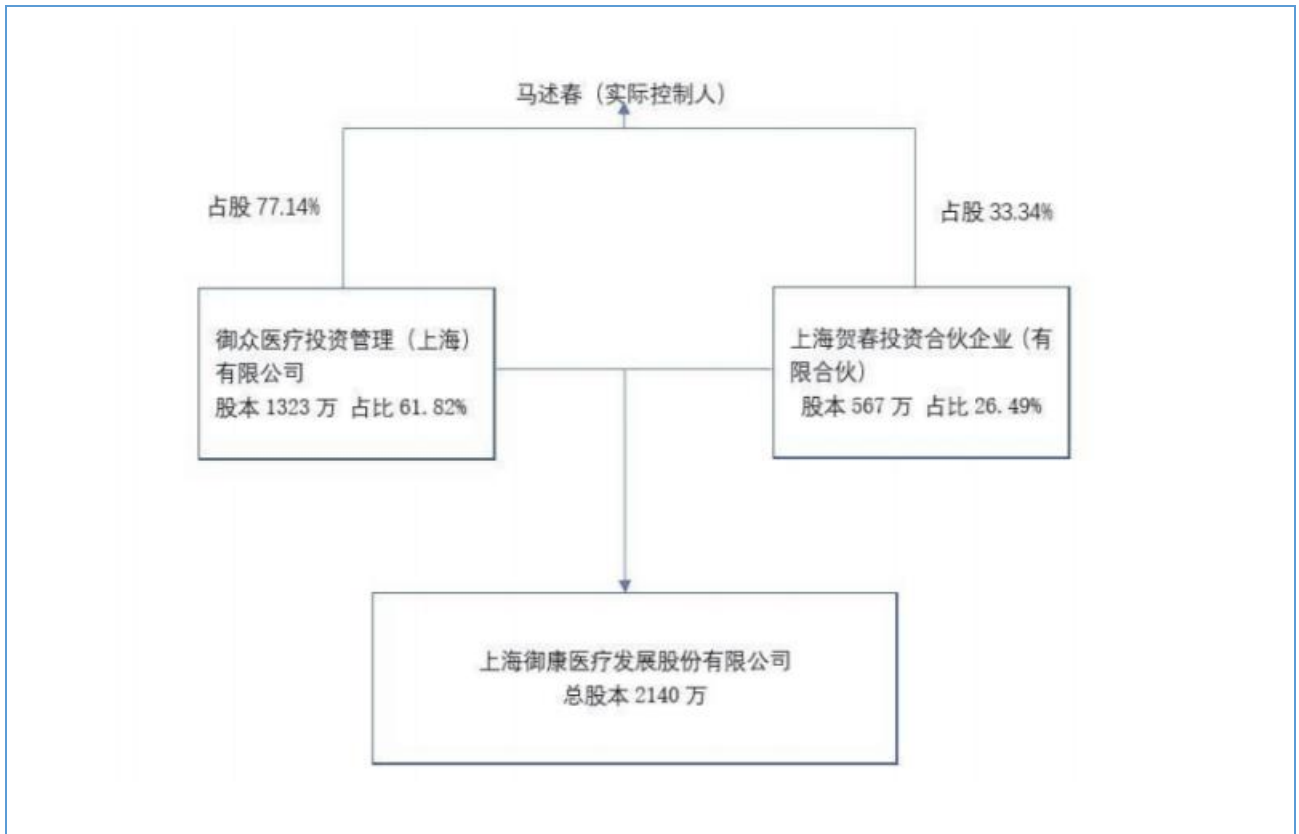 马述春（实际控制人）
占股 77.14%
占股 33.34%
御众医疗投资管理（上海）
有限公司
股本 1323 万 占比 61.82%
上海贺春投资合伙企业（有
限合伙）
股本 567 万 占比 26.49%
上海御康医疗发展股份有限公司
总股本 2140 万